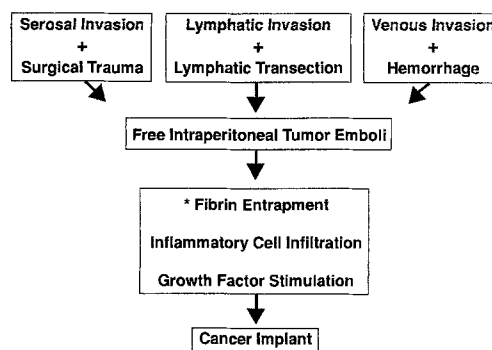 Serosal Invasion
+
Surgical Trauma
Lymphatic Invasion
+
Lymphatic Transection
Venous Invasion
+
Hemorrhage
Free Intraperitoneal Tumor Emboli
* Fibrin Entrapment
Inflammatory Cell Infiltration
Growth Factor Stimulation
Cancer Implant